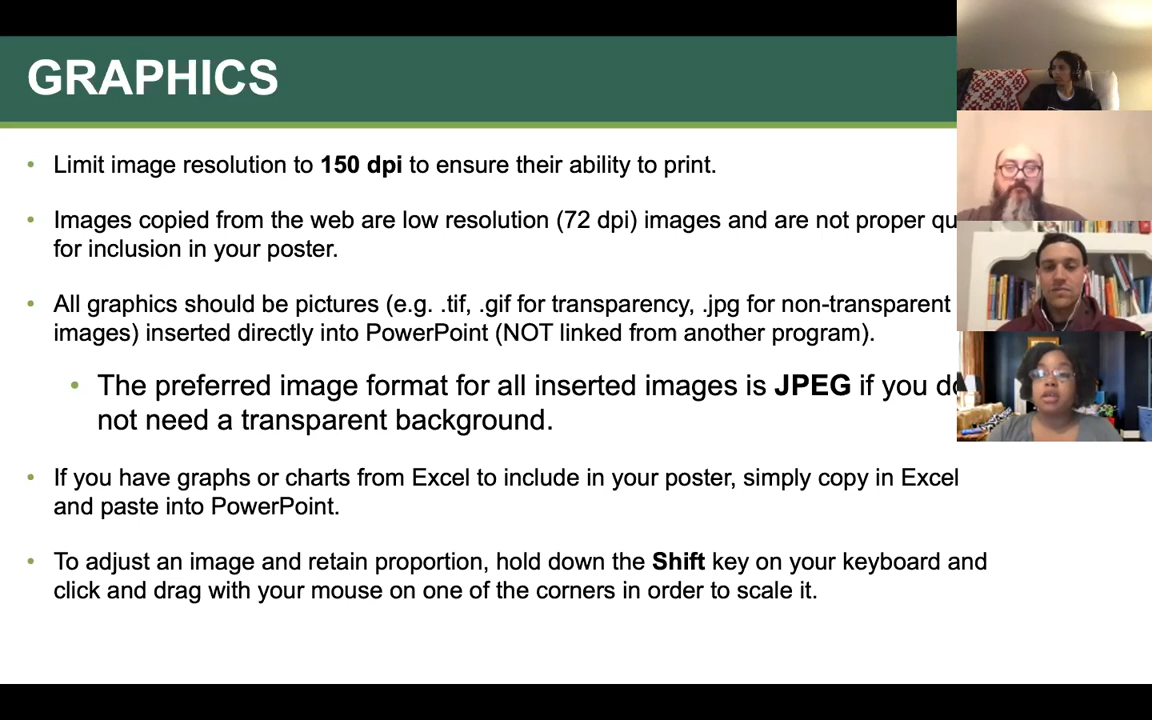 GRAPHICS
• Limit image resolution to 150 dpi to ensure their ability to print.
• Images copied from the web are low resolution (72 dpi) images and are not proper
for inclusion in your poster.
• All graphics should be pictures (e.g. .tif, .gif for transparency, .jpg for non-transparent
images) inserted directly into PowerPoint (NOT linked from another program).
• The preferred image format for all inserted images is JPEG if you
not need a transparent background.
• If you have graphs or charts from Excel to include in your poster, simply copy in Excel
and paste into PowerPoint.
• To adjust an image and retain proportion, hold down the Shift key on your keyboard and
click and drag with your mouse on one of the corners in order to scale it.